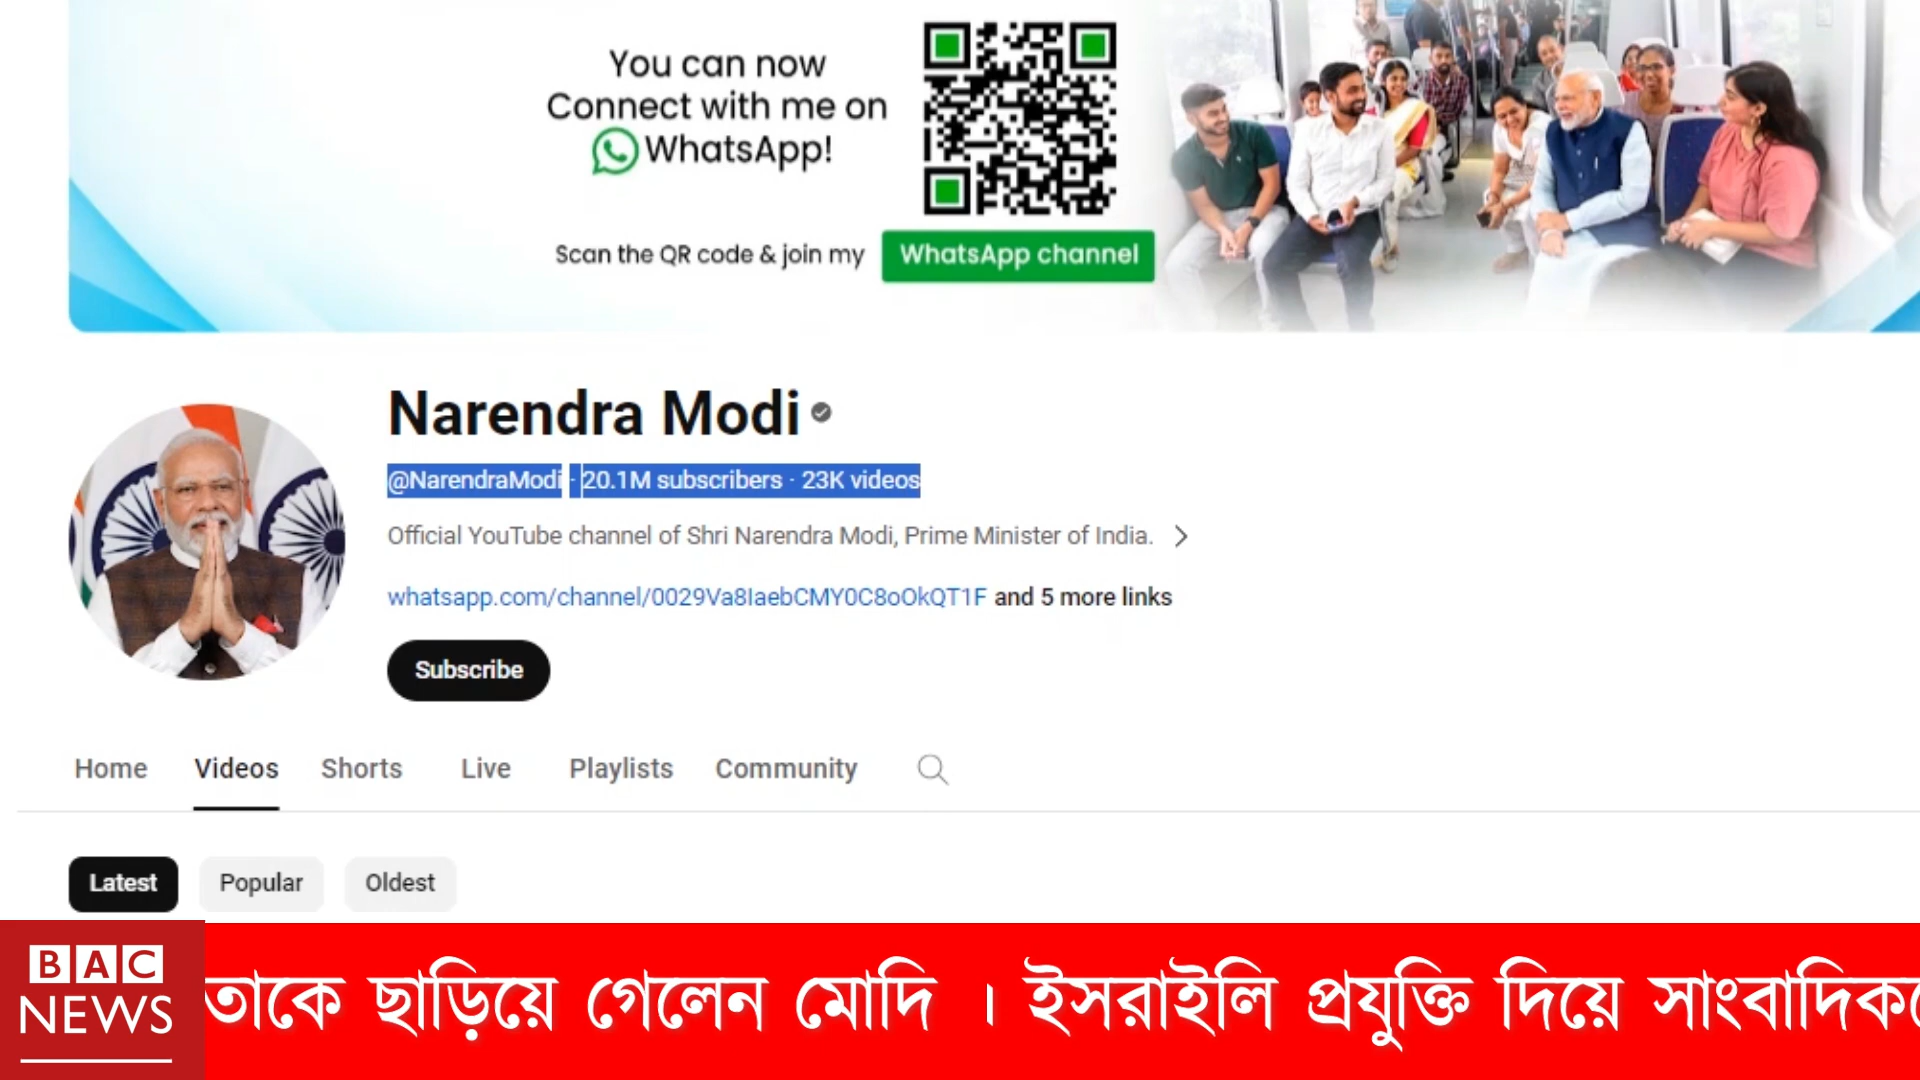 You can now
Connect with me on
WhatsApp!
Scan the QR code & join my WhatsApp channel
Narendra Modi
@NarendraModi · 20.1M subscribers · 23K videos
Official YouTube channel of Shri Narendra Modi, Prime Minister of India.
whatsapp.com/channel/0029Va8IaebCMY0C8oOkQT1F and 5 more links
Subscribe
Home Videos Shorts Live Playlists Community
Latest Popular Oldest
BAC
NEWS
তাকে ছাড়িয়ে গেলেন মোদি । ইসরাইলি প্রযুক্তি দিয়ে